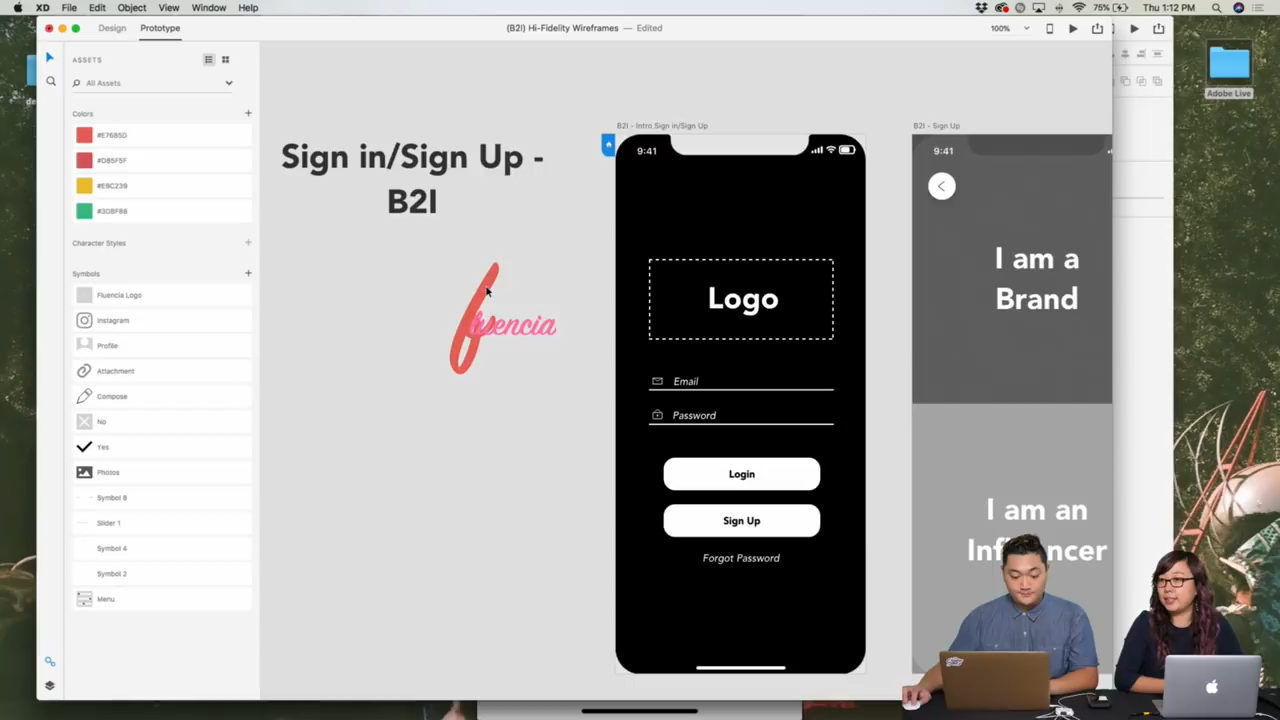 XD File Edit Object View Window Help
75% Thu 1:12 PM
Design Prototype
(B2I) Hi-Fidelity Wireframes — Edited
100%
ASSETS
All Assets
Colors
#E76B5D
#DB5F5F
#E9C239
#3DBF86
Character Styles
Symbols
Fluencia Logo
Instagram
Profile
Attachment
Compose
No
Yes
Photos
Symbol 8
Slider 1
Symbol 4
Symbol 2
Menu
Sign in/Sign Up -
B2I
fluencia
B2I - Intro Sign in/Sign Up
9:41
Logo
Email
Password
Login
Sign Up
Forgot Password
B2I - Sign Up
9:41
I am a
Brand
I am an
Influencer
Adobe Live